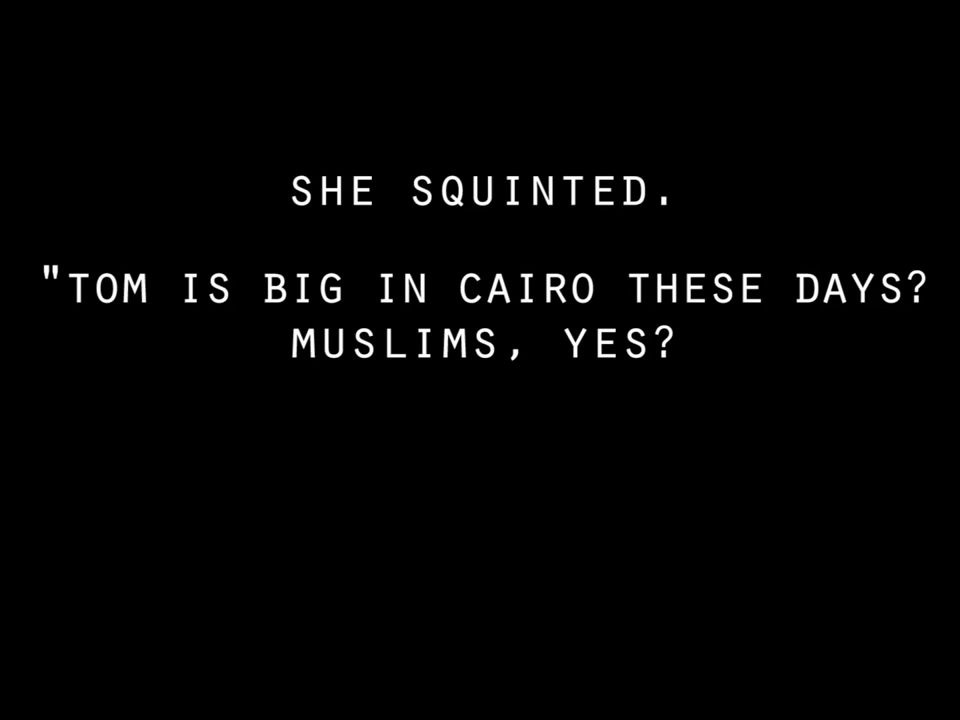 SHE SQUINTED.
"TOM IS BIG IN CAIRO THESE DAYS?
MUSLIMS, YES?